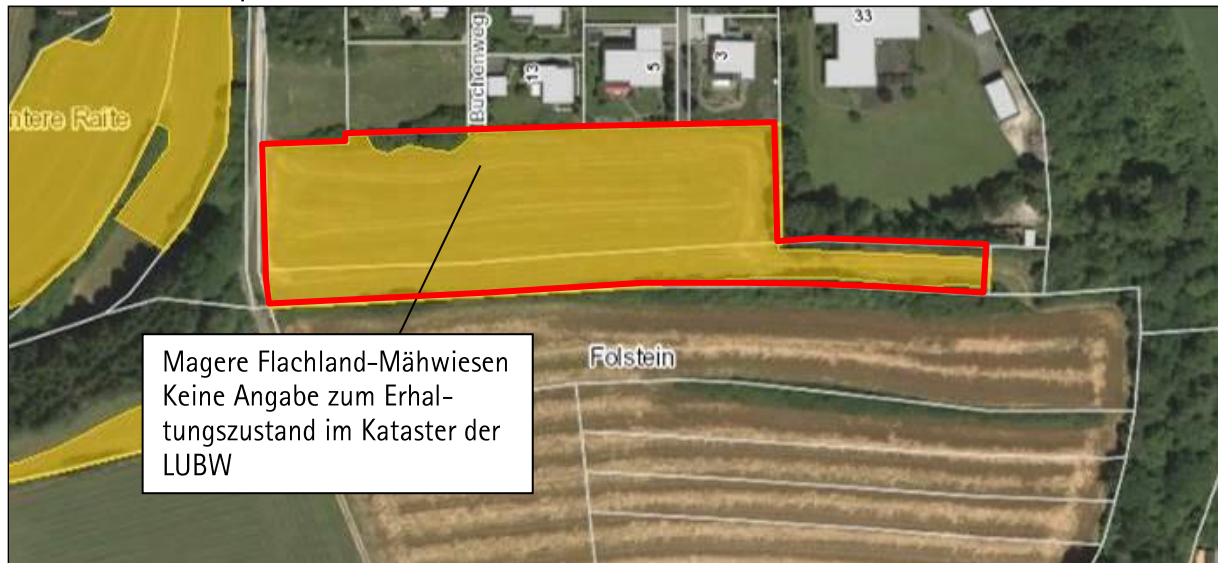 33
Buchenweg
13
5
3
ntere Raite
Folstein
Magere Flachland-Mähwiesen
Keine Angabe zum Erhal-
tungszustand im Kataster der
LUBW